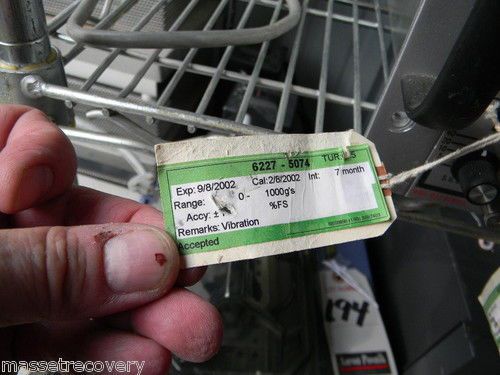 6227 - 5074 TUR:
Exp: 9/8/2002 Cal:2/8/2002 Int: 7 month
Range: 0 - 1000g's
Accy: ± %FS
Remarks: Vibration
Accepted
194
massetrecovery